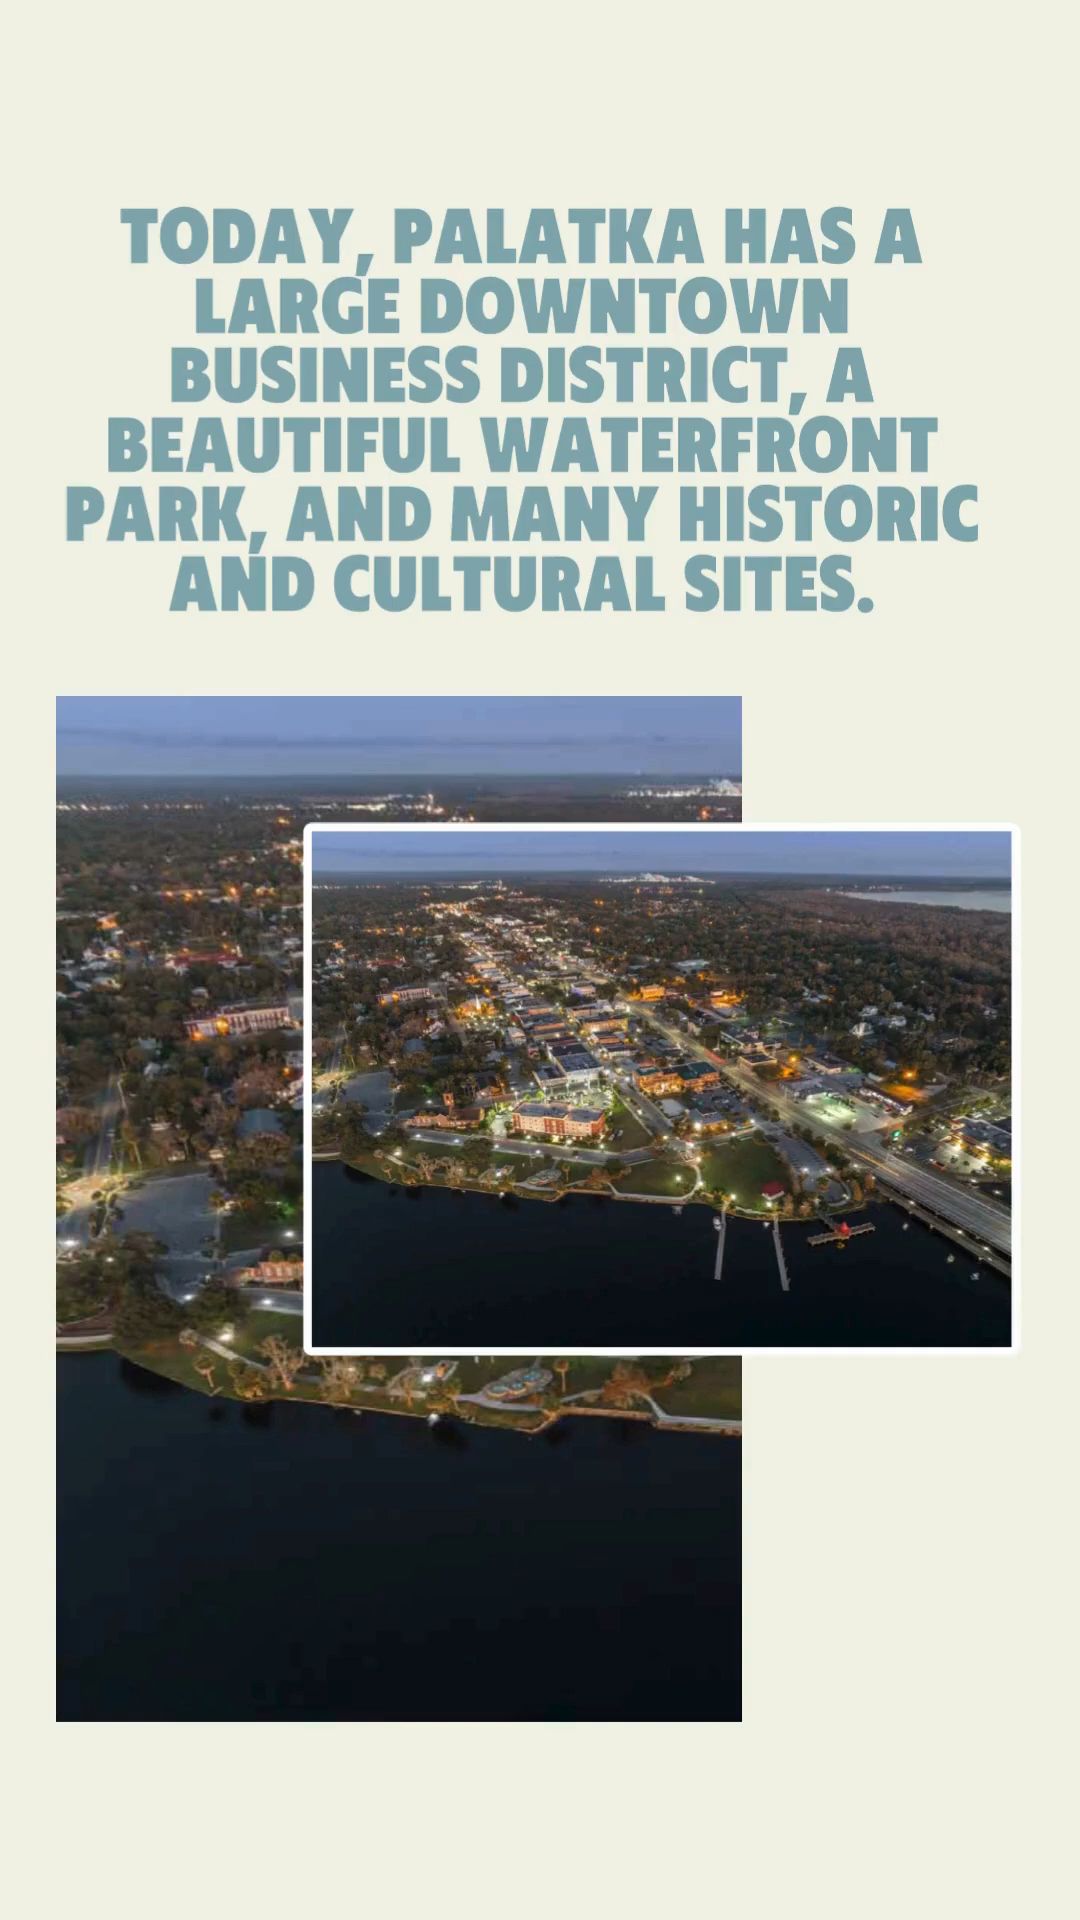 TODAY, PALATKA HAS A
LARGE DOWNTOWN
BUSINESS DISTRICT, A
BEAUTIFUL WATERFRONT
PARK, AND MANY HISTORIC
AND CULTURAL SITES.